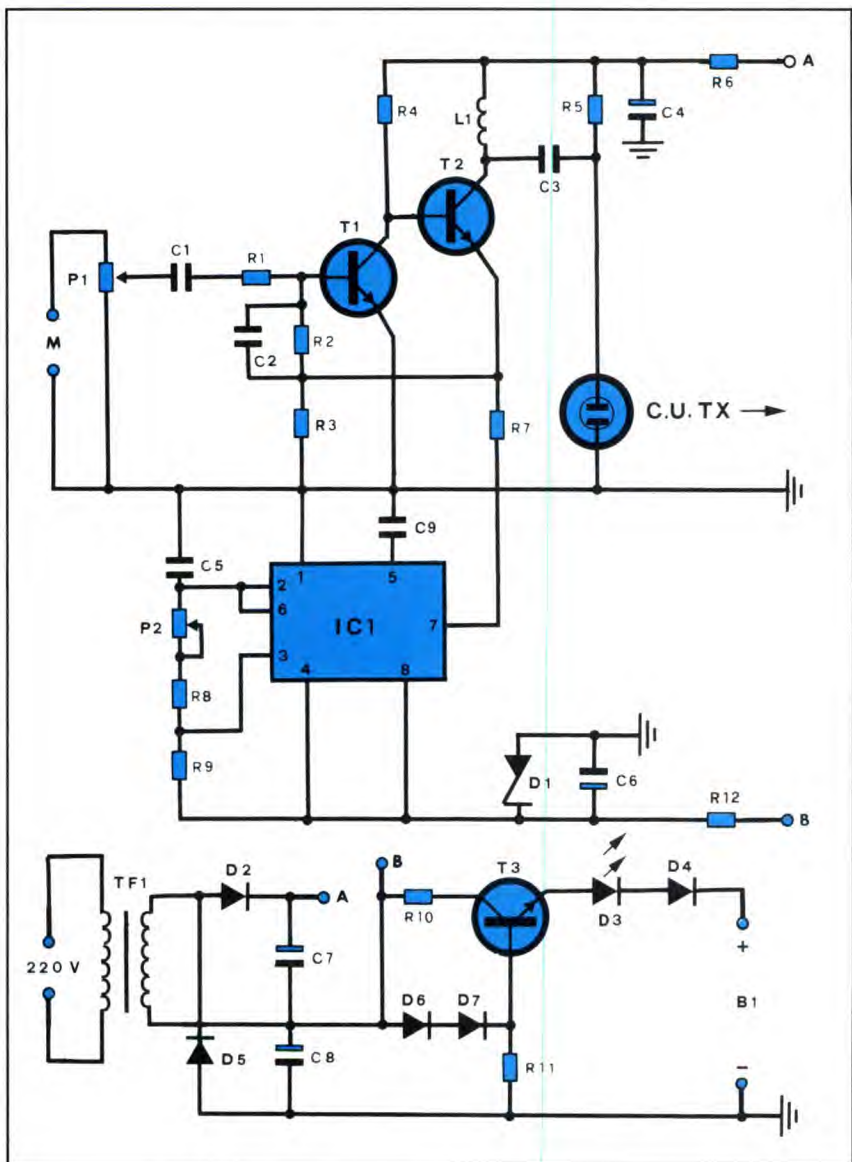 A
R6
R4
L1
R5
C4
T2
C3
T1
C1
R1
P1
M
C2
R2
C.U. TX
R3
R7
C9
C5
1
5
2
6
IC1
7
P2
3
4
8
R8
R9
D1
C6
R12
B
TF1
D2
A
B
T3
D4
R10
D3
220 V
C7
+
D6
D7
B1
D5
C8
R11
−